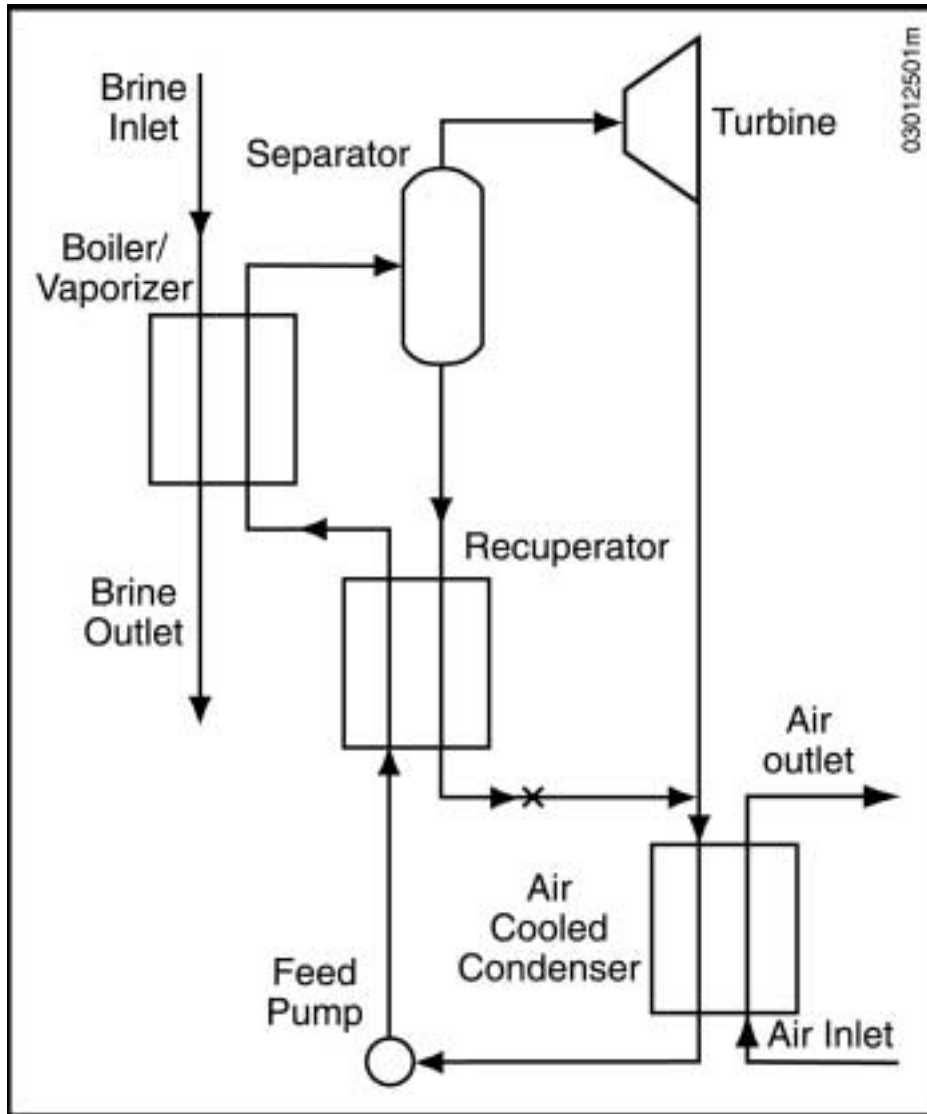 03012501m
Brine
Inlet
Turbine
Separator
Boiler/
Vaporizer
Recuperator
Brine
Outlet
Air
outlet
Air
Cooled
Condenser
Feed
Pump
Air Inlet